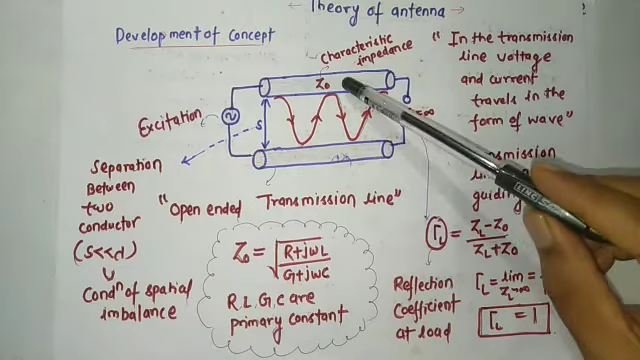 Theory of antenna
Development of Concept
Characteristic
impedance
Z₀
Excitation
S
=∞
"In the transmission
line voltage
and current
travels in the
form of wave"
guiding
Separation
Between
two
conductor
(S<<λ)
Condⁿ of spatial
imbalance
"Open ended Transmission line"
Z₀ = √(R+jωL / G+jωC)
R, L, G, C are
primary constant
Γ_L = (Z_L − Z₀) / (Z_L + Z₀)
Reflection
Coefficient
at load
Γ_L = lim =
Z_L→∞
Γ_L = 1